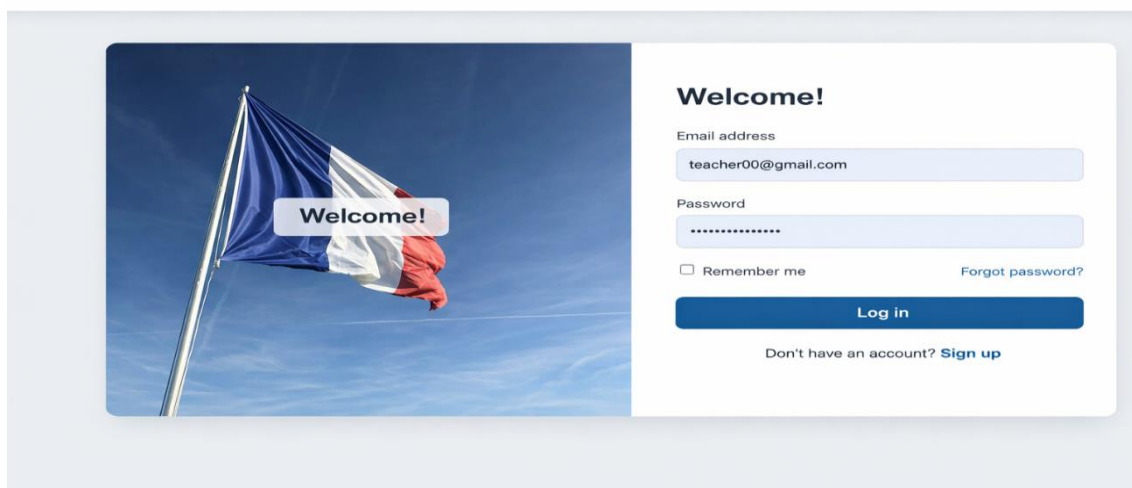 Welcome!
Welcome!
Email address
teacher00@gmail.com
Password
•••••••••••••••
Remember me
Forgot password?
Log in
Don't have an account? Sign up